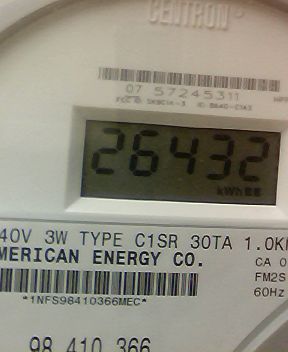 CENTRON
07 57245311
26432
kWh
40V 3W TYPE C1SR 30TA 1.0K
MERICAN ENERGY CO.
CA 0
FM2S
60Hz
*1NFS98410366MEC*
98 410 366